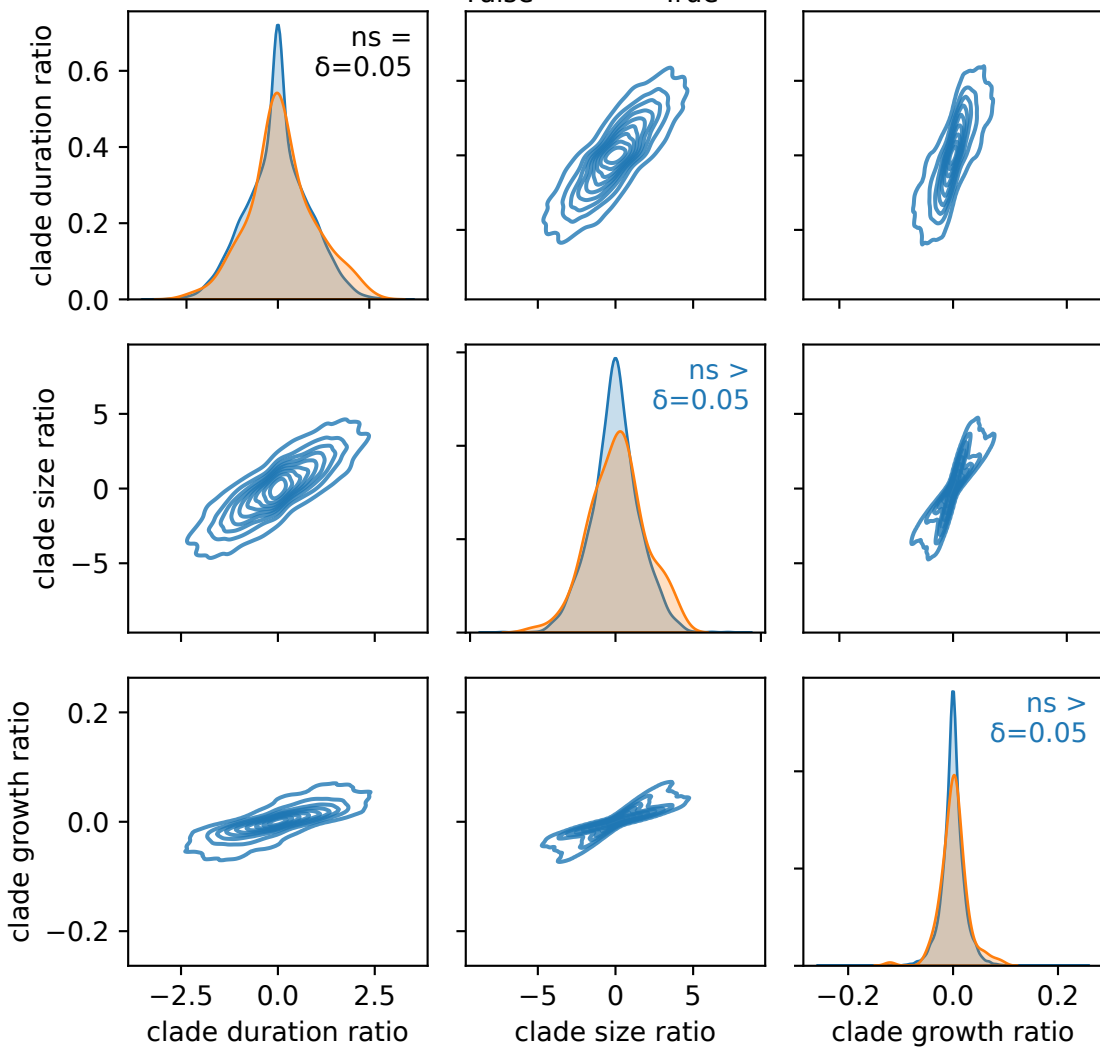 clade duration ratio
0.6
0.4
0.2
0.0
ns =
δ=0.05
clade size ratio
5
0
−5
ns >
δ=0.05
clade growth ratio
0.2
0.0
−0.2
ns >
δ=0.05
−2.5 0.0 2.5
−5 0 5
−0.2 0.0 0.2
clade duration ratio
clade size ratio
clade growth ratio